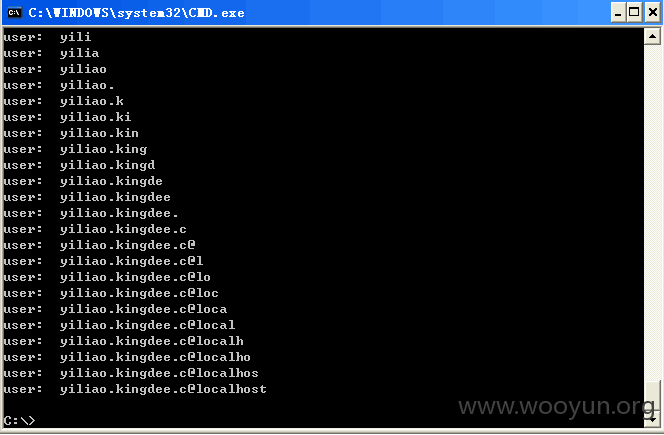 C:\WINDOWS\system32\CMD.exe
user:  yili
user:  yilia
user:  yiliao
user:  yiliao.
user:  yiliao.k
user:  yiliao.ki
user:  yiliao.kin
user:  yiliao.king
user:  yiliao.kingd
user:  yiliao.kingde
user:  yiliao.kingdee
user:  yiliao.kingdee.
user:  yiliao.kingdee.c
user:  yiliao.kingdee.c@
user:  yiliao.kingdee.c@l
user:  yiliao.kingdee.c@lo
user:  yiliao.kingdee.c@loc
user:  yiliao.kingdee.c@loca
user:  yiliao.kingdee.c@local
user:  yiliao.kingdee.c@localh
user:  yiliao.kingdee.c@localho
user:  yiliao.kingdee.c@localhos
user:  yiliao.kingdee.c@localhost
www.wooyun.org
C:\>